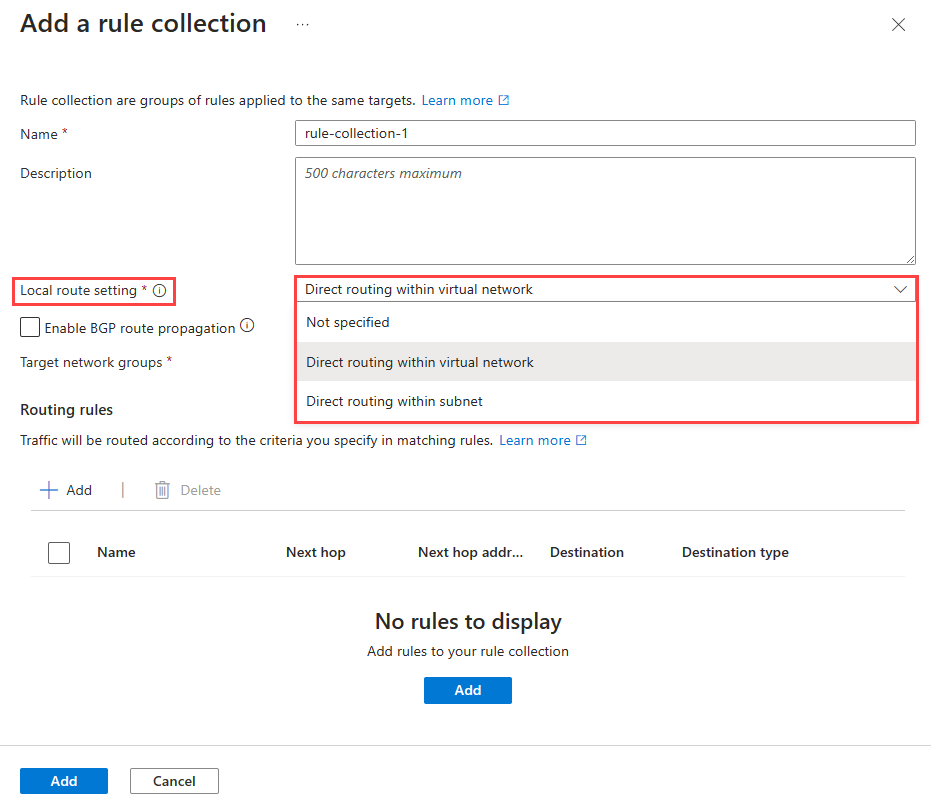 Add a rule collection ...
Rule collection are groups of rules applied to the same targets. Learn more
Name *
rule-collection-1
Description
500 characters maximum
Local route setting *
Direct routing within virtual network
Not specified
Enable BGP route propagation
Direct routing within virtual network
Target network groups *
Direct routing within subnet
Routing rules
Traffic will be routed according to the criteria you specify in matching rules. Learn more
Add | Delete
Name Next hop Next hop addr... Destination Destination type
No rules to display
Add rules to your rule collection
Add
Add Cancel